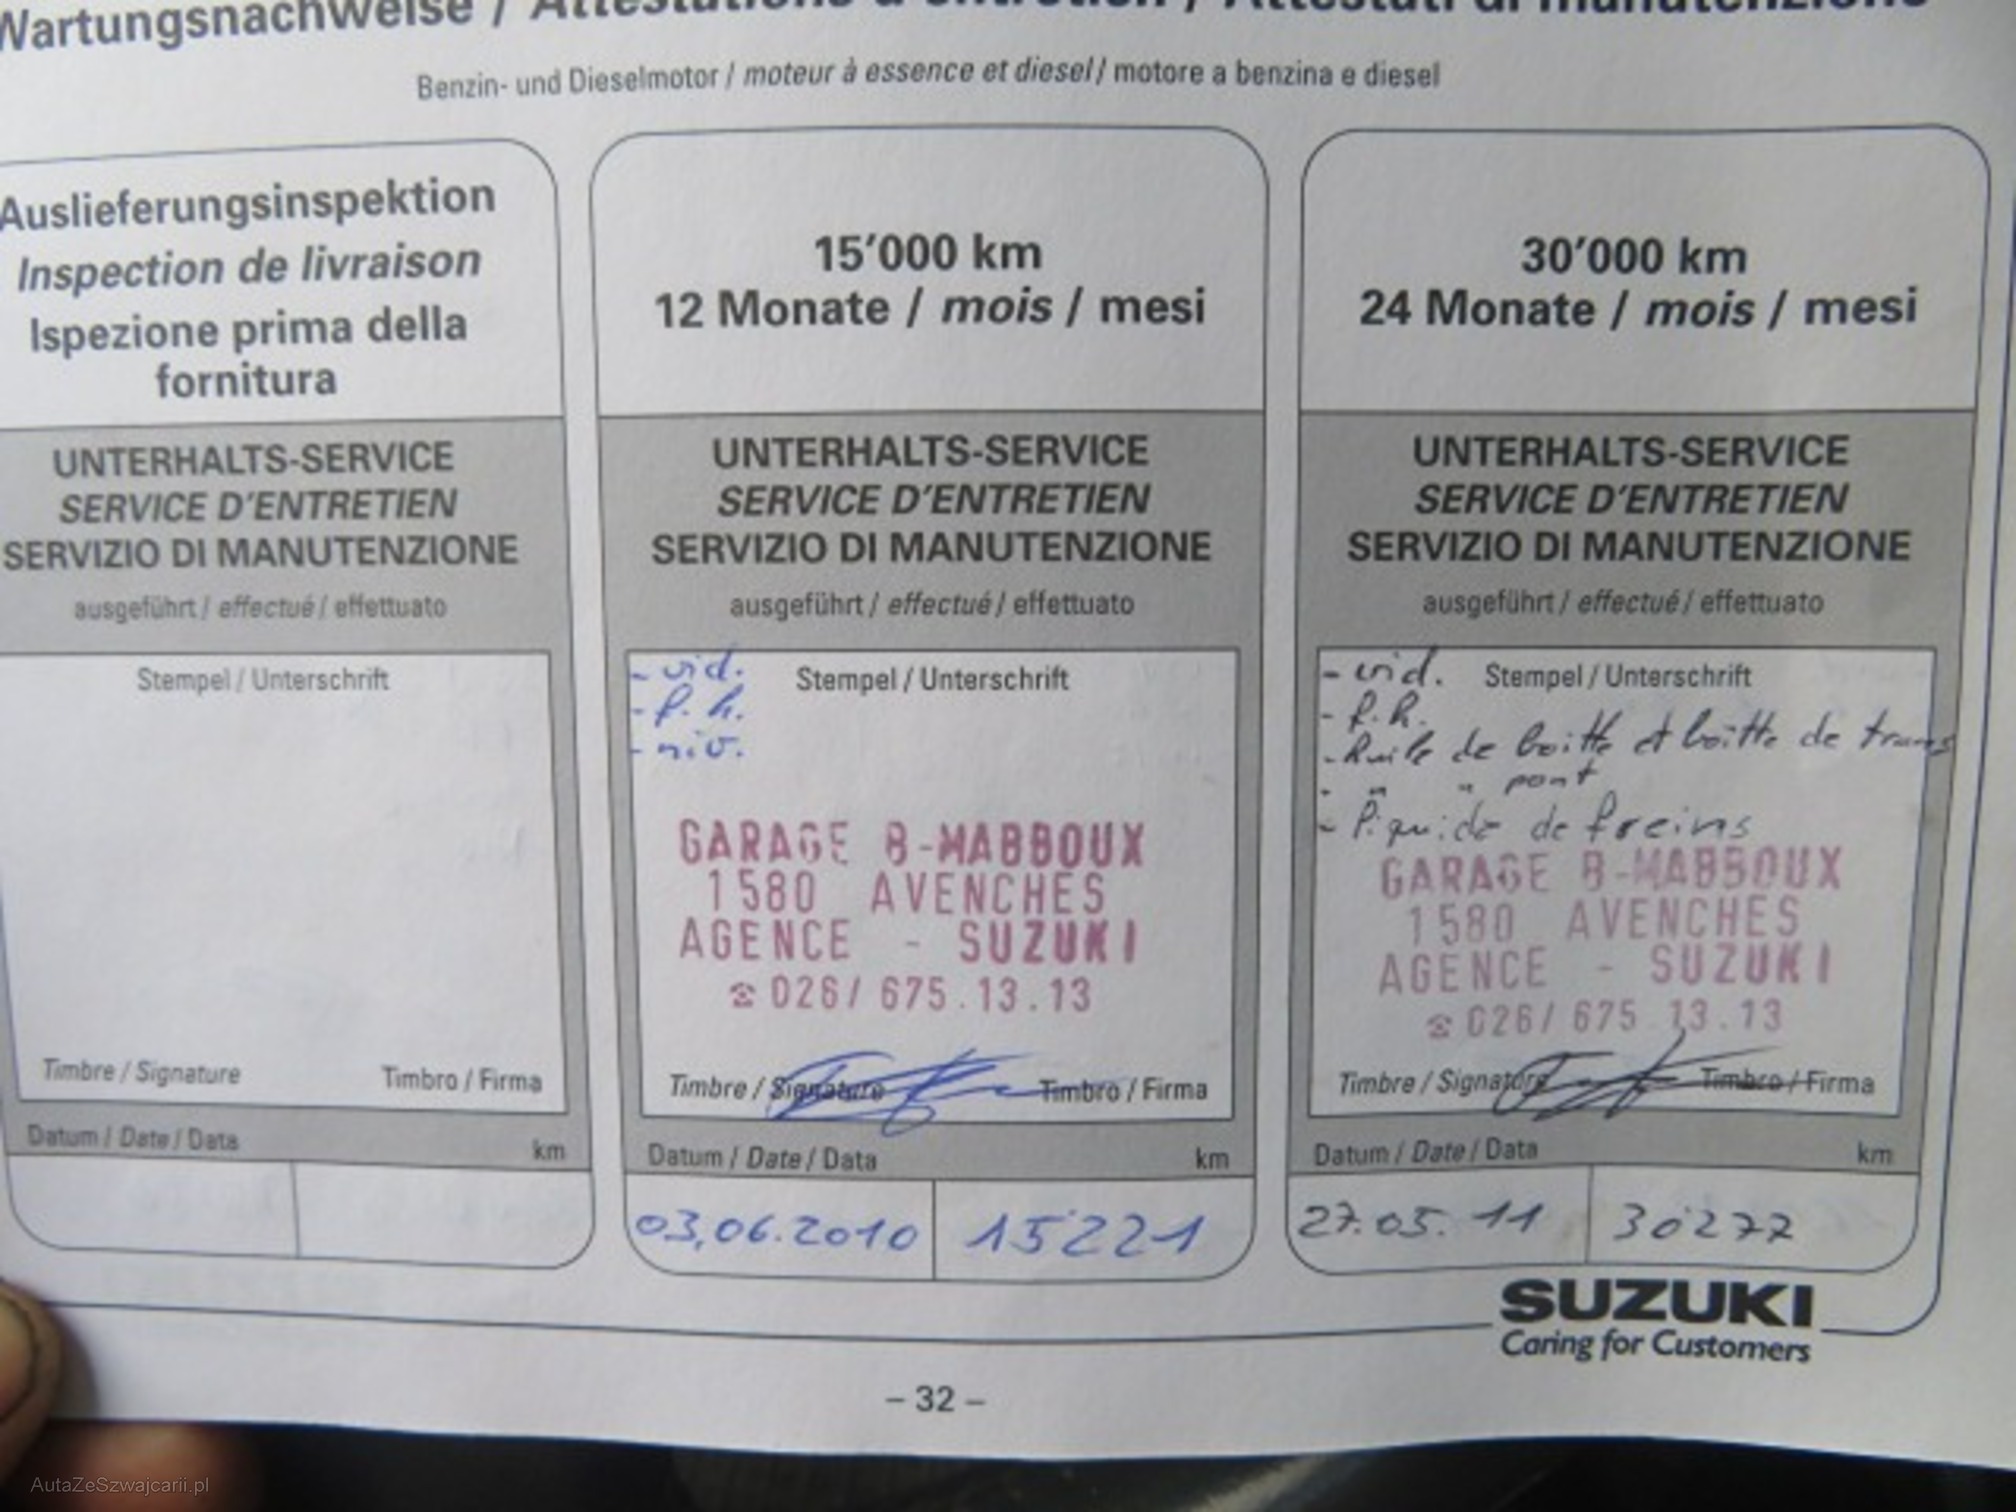 Wartungsnachweise / Attestations d'entretien / Attestati di manutenzione
Benzin- und Dieselmotor / moteur à essence et diesel / motore a benzina e diesel
Auslieferungsinspektion
Inspection de livraison
Ispezione prima della
fornitura
UNTERHALTS-SERVICE
SERVICE D'ENTRETIEN
SERVIZIO DI MANUTENZIONE
ausgeführt / effectué / effettuato
Stempel / Unterschrift
Timbre / Signature Timbro / Firma
Datum / Date / Data km
15'000 km
12 Monate / mois / mesi
UNTERHALTS-SERVICE
SERVICE D'ENTRETIEN
SERVIZIO DI MANUTENZIONE
ausgeführt / effectué / effettuato
- vid. Stempel / Unterschrift
- f. h.
- niv.
GARAGE B-MABBOUX
1580 AVENCHES
AGENCE - SUZUKI
☎ 026/ 675.13.13
Timbre / Signature Timbro / Firma
Datum / Date / Data km
03.06.2010 15221
30'000 km
24 Monate / mois / mesi
UNTERHALTS-SERVICE
SERVICE D'ENTRETIEN
SERVIZIO DI MANUTENZIONE
ausgeführt / effectué / effettuato
- vid. Stempel / Unterschrift
- f. h.
- huile de boitte et boitte de trans
- " " pont
- liquide de freins
GARAGE B-MABBOUX
1580 AVENCHES
AGENCE - SUZUKI
☎ 026/ 675.13.13
Timbre / Signature Timbro / Firma
Datum / Date / Data km
27.05.11 30277
SUZUKI
Caring for Customers
– 32 –
AutaZeSzwajcarii.pl